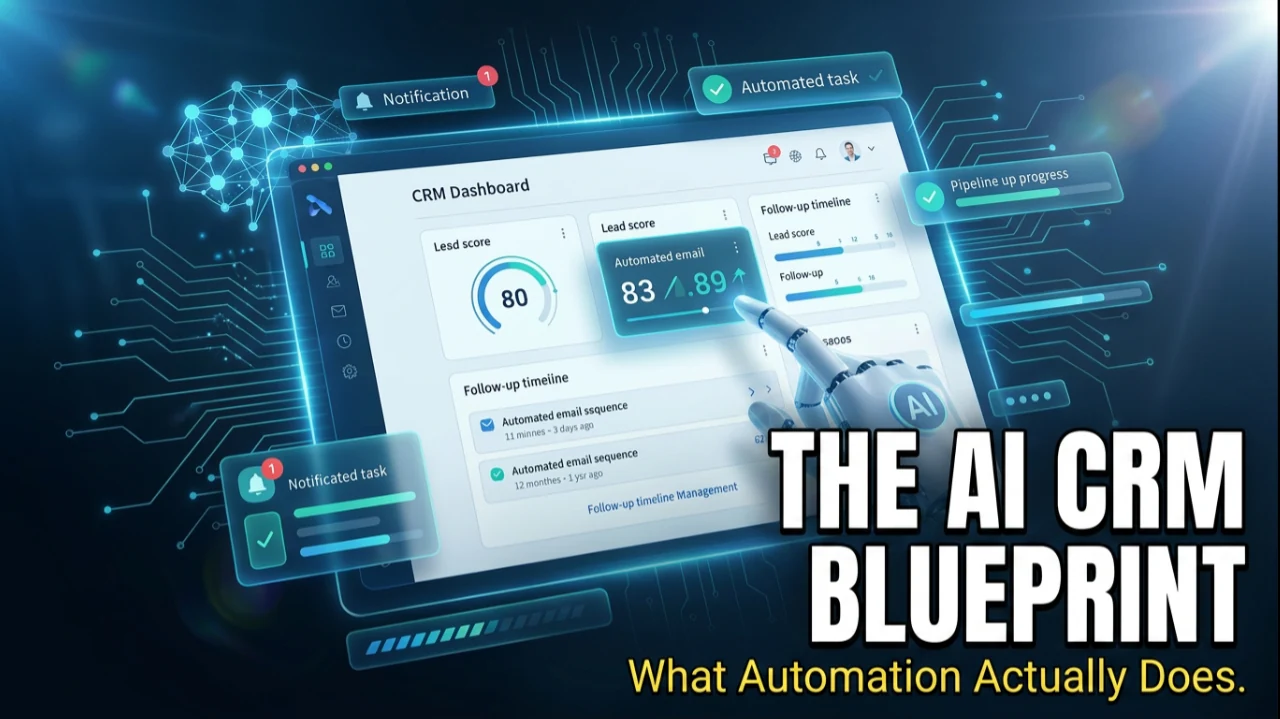 Notification
1
Automated task
CRM Dashboard
Pipeline up progress
Lesd score
80
Lead score
Automated email
83
.89
Follow-up timeline
Lead score
Follow-up
Follow-up timeline
Automated email ssquence
11 minnes - 3 days ago
Automated email sequence
12 monthes - 1 ysr ago
Follow-up timeline Management
Notificated task
1
AI
THE AI CRM
BLUEPRINT
What Automation Actually Does.